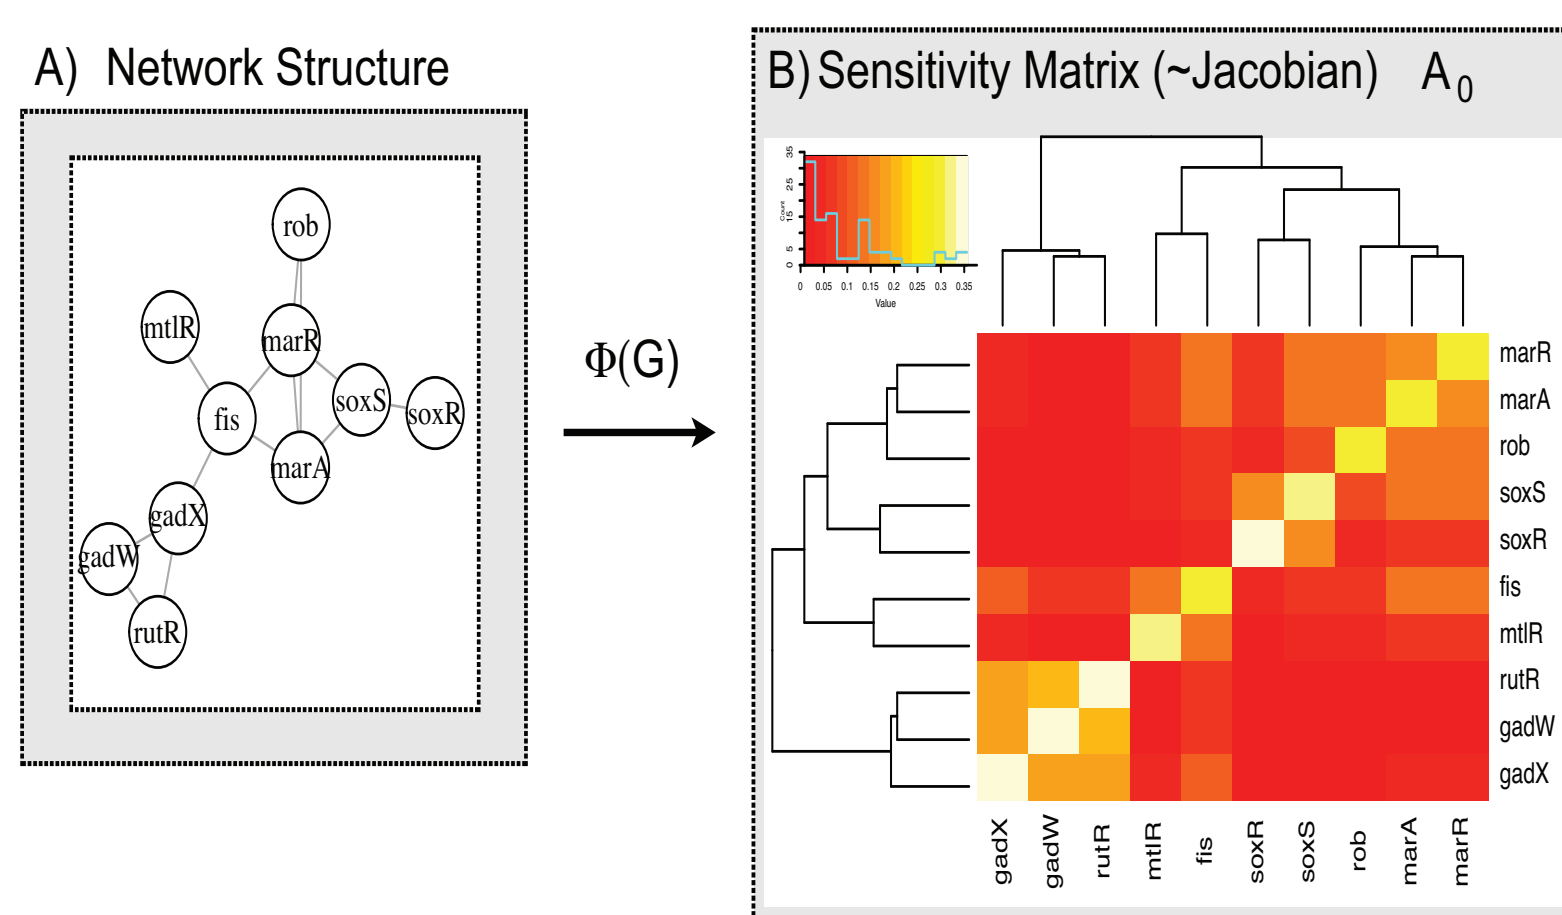 A) Network Structure
rob
mtlR
marR
soxS
soxR
fis
marA
gadX
gadW
rutR
Φ(G)
B) Sensitivity Matrix (~Jacobian) A0
Count
35
25
15
5
0
0 0.05 0.1 0.15 0.2 0.25 0.3 0.35
Value
marR
marA
rob
soxS
soxR
fis
mtlR
rutR
gadW
gadX
gadX gadW rutR mtlR fis soxR soxS rob marA marR